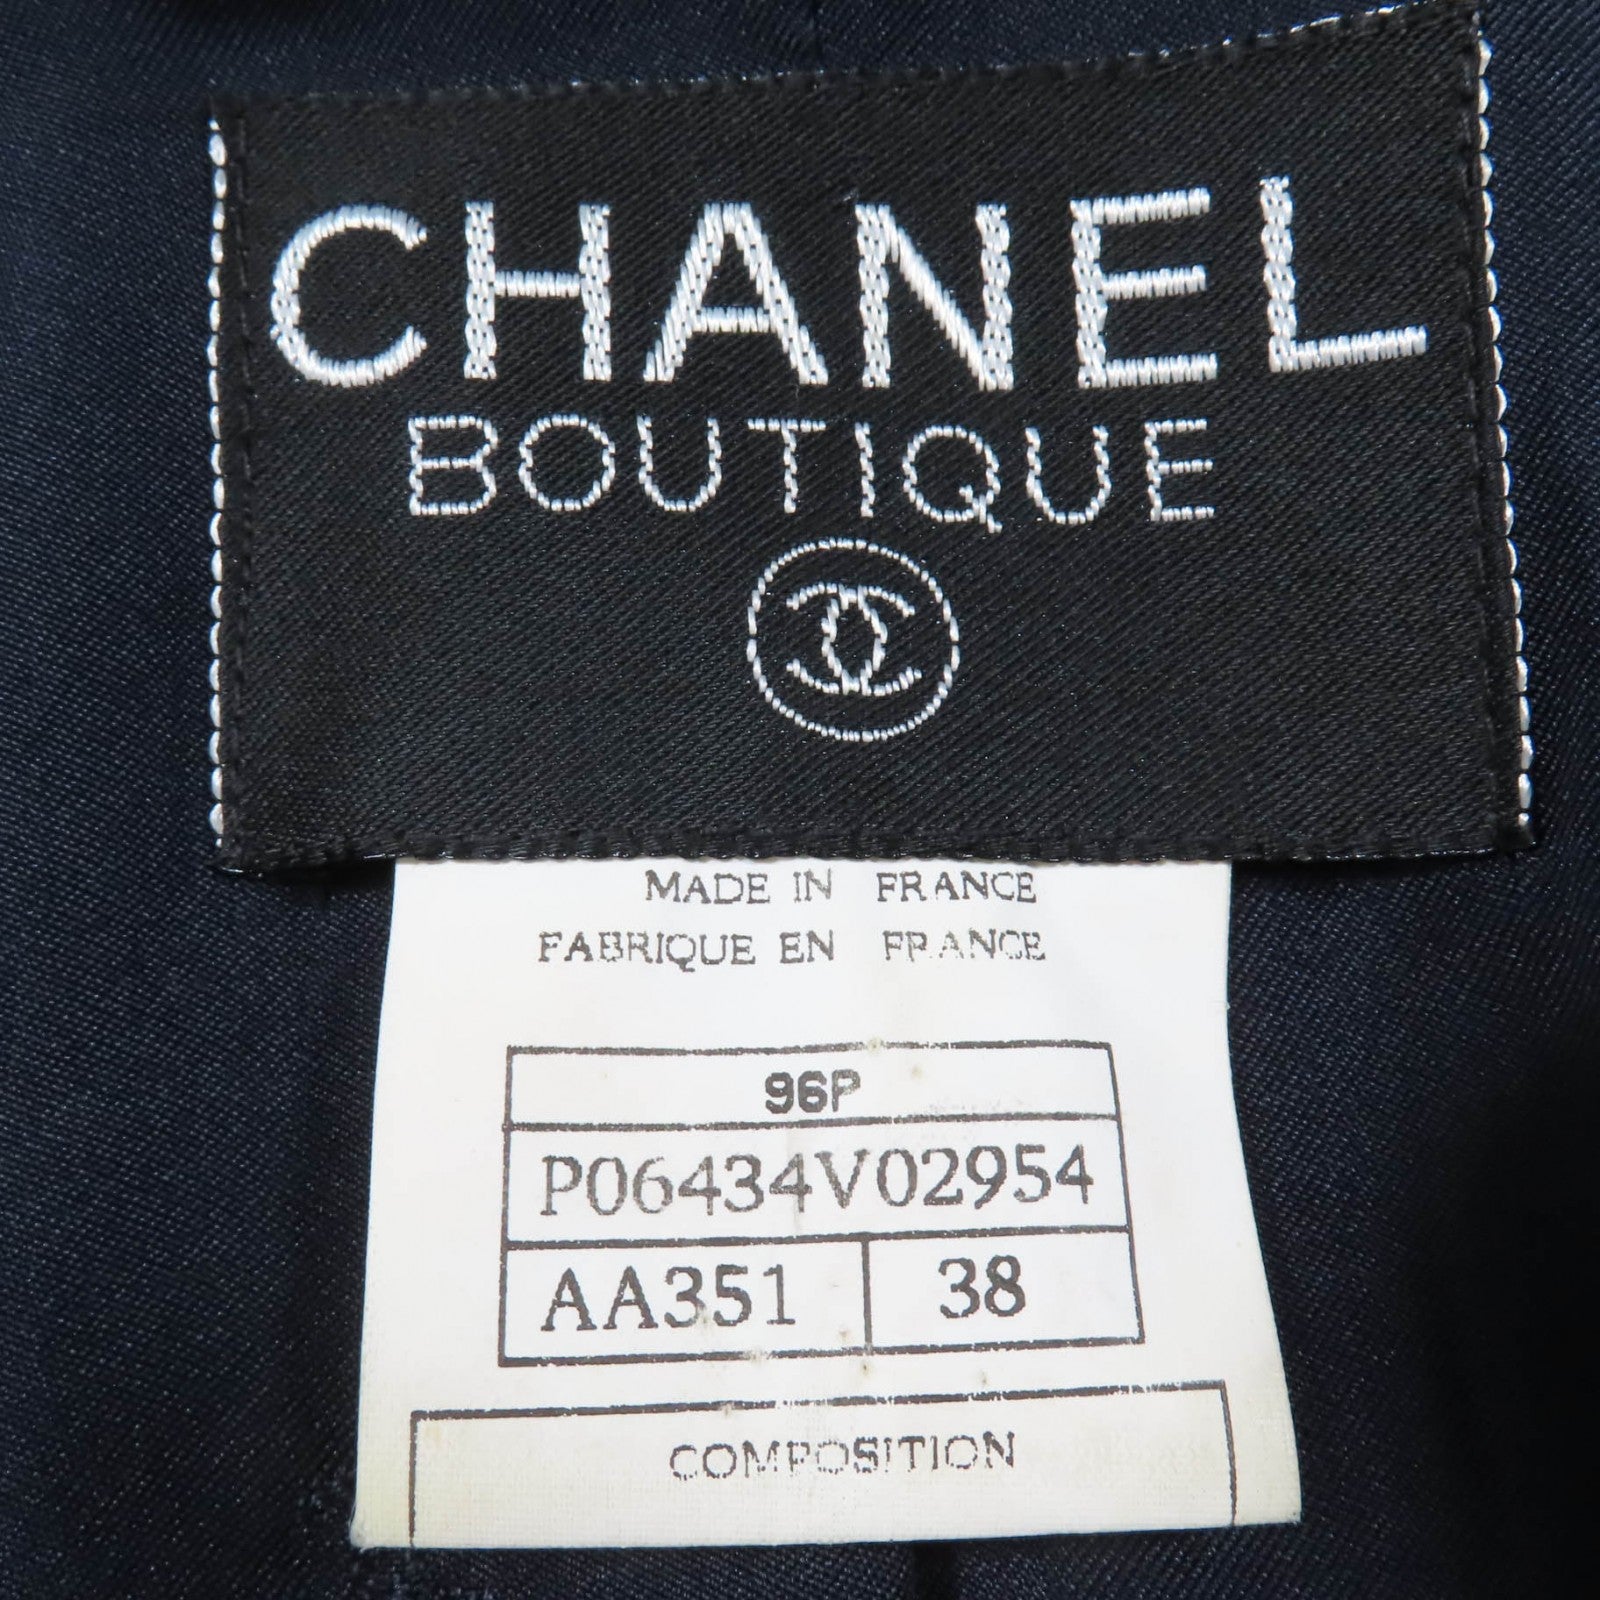 CHANEL
BOUTIQUE
MADE IN FRANCE
FABRIQUE EN FRANCE
96P
P06434V02954
AA351 38
COMPOSITION